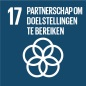 17 PARTNERSCHAP OM
DOELSTELLINGEN
TE BEREIKEN